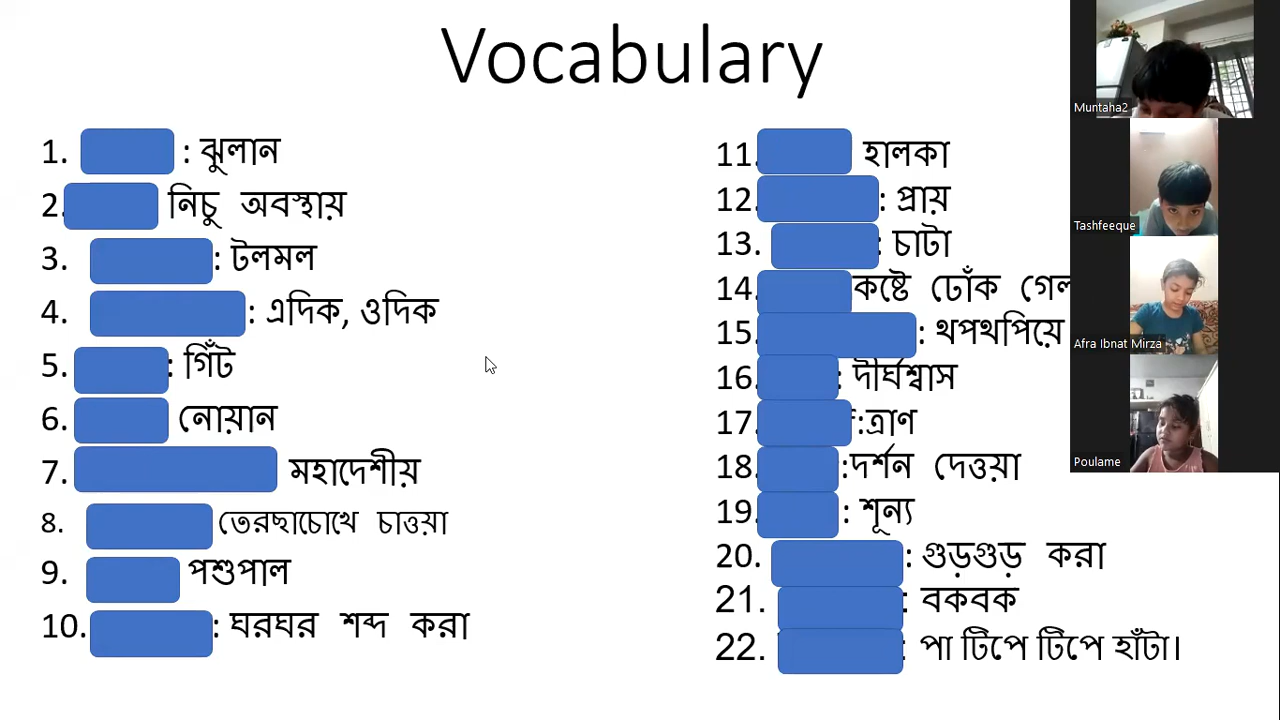 Vocabulary
1. : ঝুলান
2. নিচু অবস্থায়
3. : টলমল
4. : এদিক, ওদিক
5. : গিঁট
6. নোয়ান
7. মহাদেশীয়
8. তেরছাচোখে চাত্তয়া
9. পশুপাল
10. : ঘরঘর শব্দ করা
11. হালকা
12. : প্রায়
13. : চাটা
14. কষ্টে ঢোঁক গেল
15. : থপথপিয়ে
16. : দীর্ঘশ্বাস
17. :ত্রাণ
18. :দর্শন দেত্তয়া
19. : শূন্য
20. : গুড়গুড় করা
21. : বকবক
22. : পা টিপে টিপে হাঁটা।
Muntaha2
Tashfeeque
Afra Ibnat Mirza
Poulame